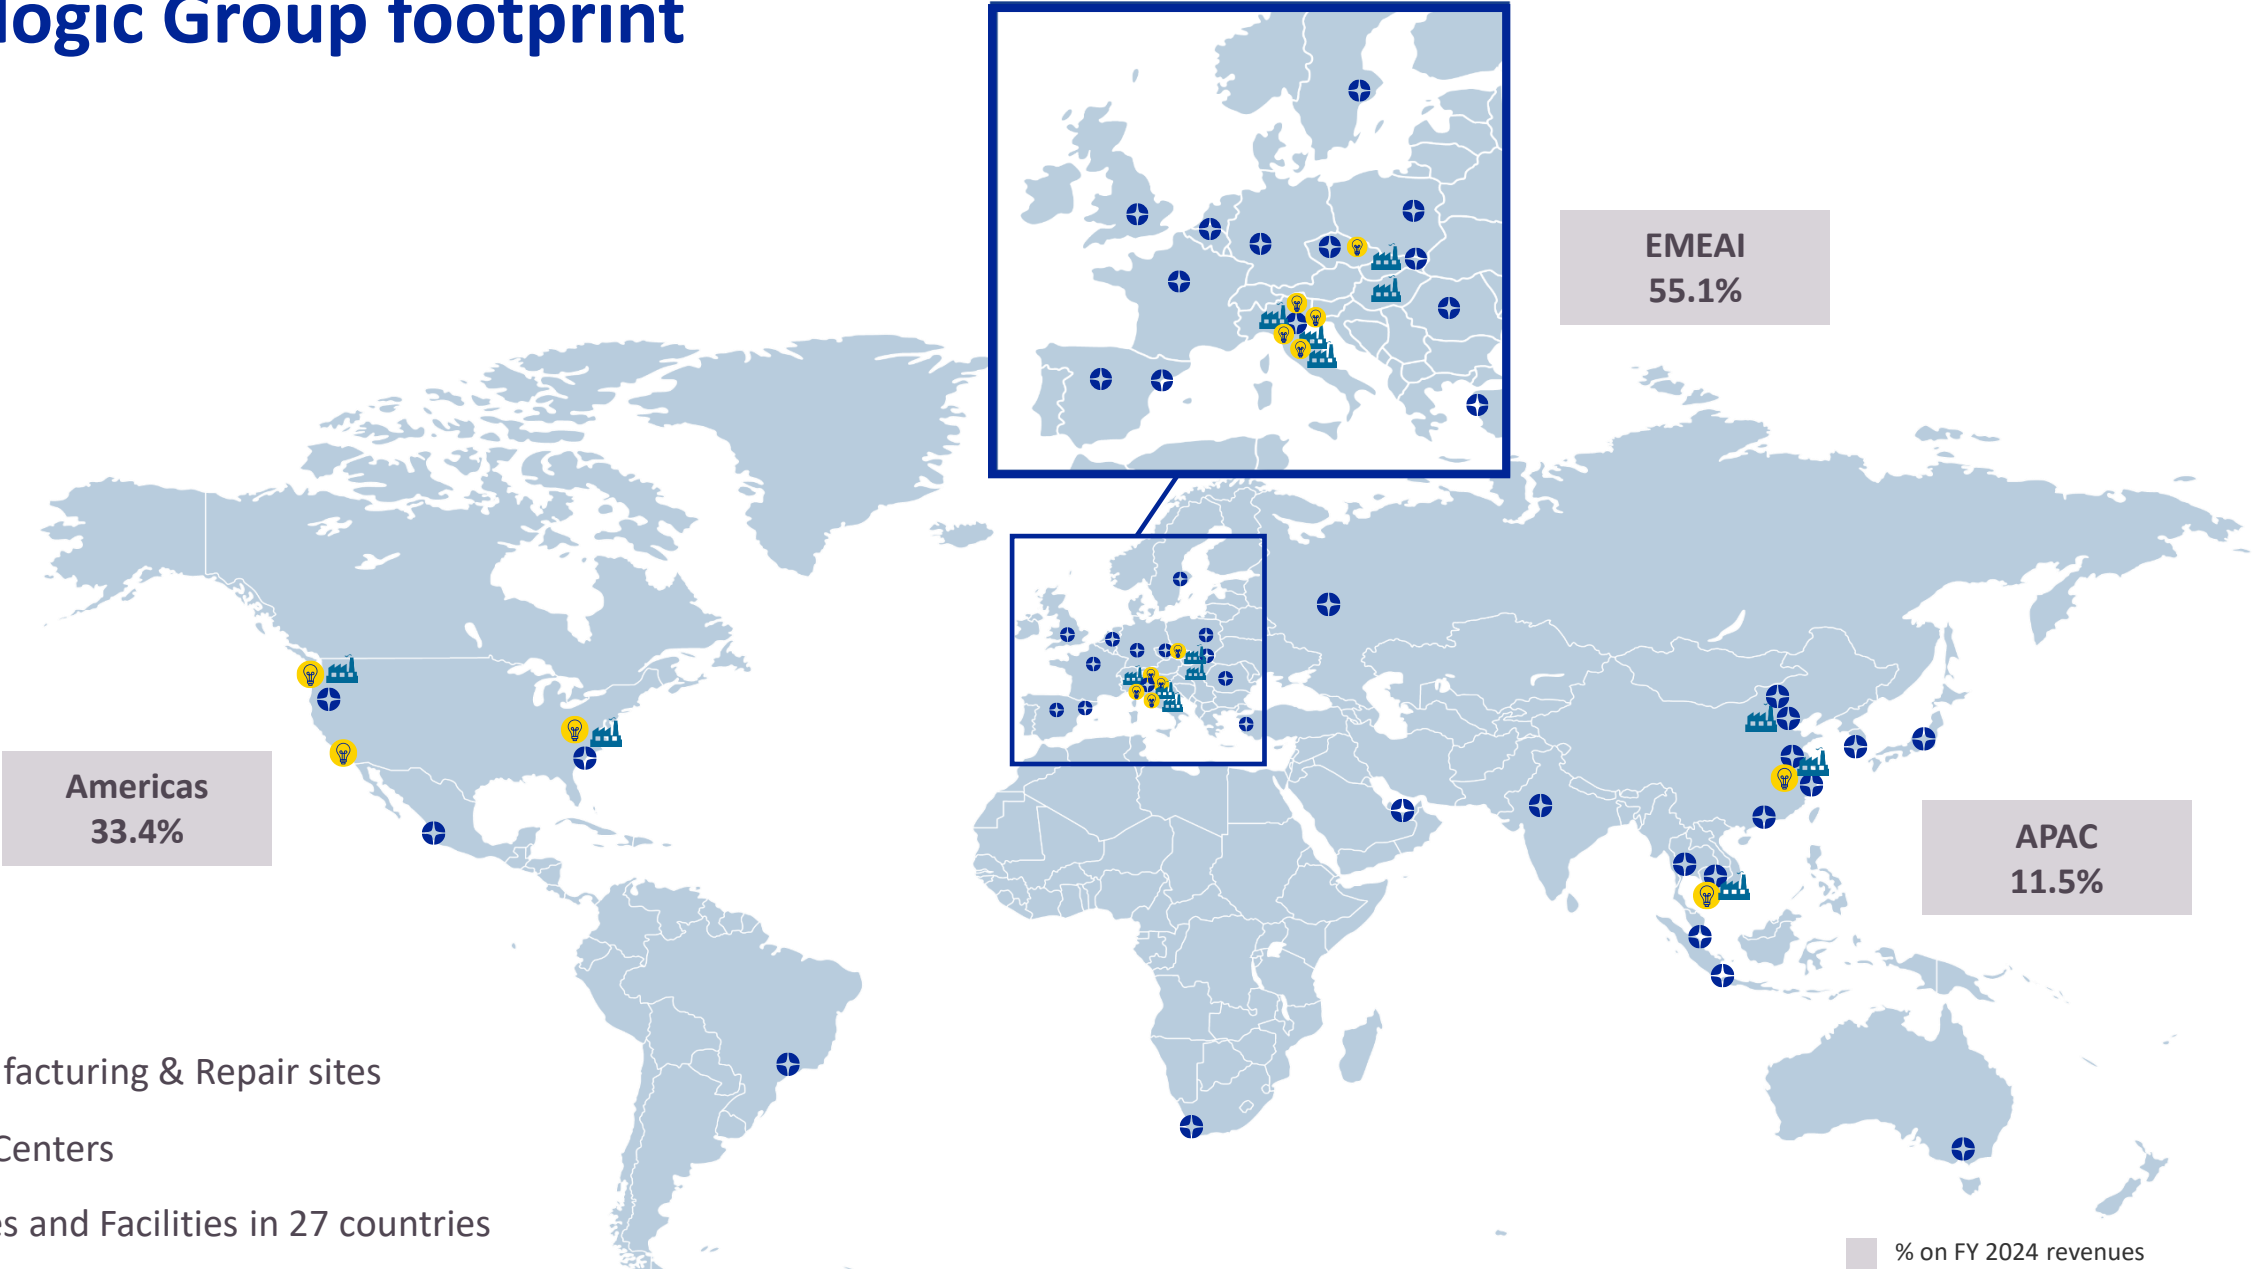 logic Group footprint
EMEAI
55.1%
Americas
33.4%
APAC
11.5%
facturing & Repair sites
Centers
es and Facilities in 27 countries
% on FY 2024 revenues